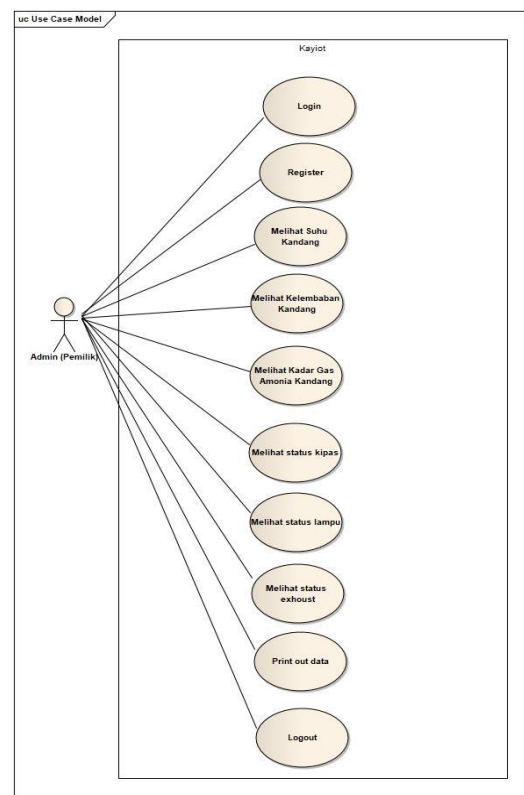 uc Use Case Model
Kayiot
Login
Register
Melihat Suhu
Kandang
Melihat Kelembaban
Kandang
Admin (Pemilik)
Melihat Kadar Gas
Amonia Kandang
Melihat status kipas
Melihat status lampu
Melihat status
exhoust
Print out data
Logout